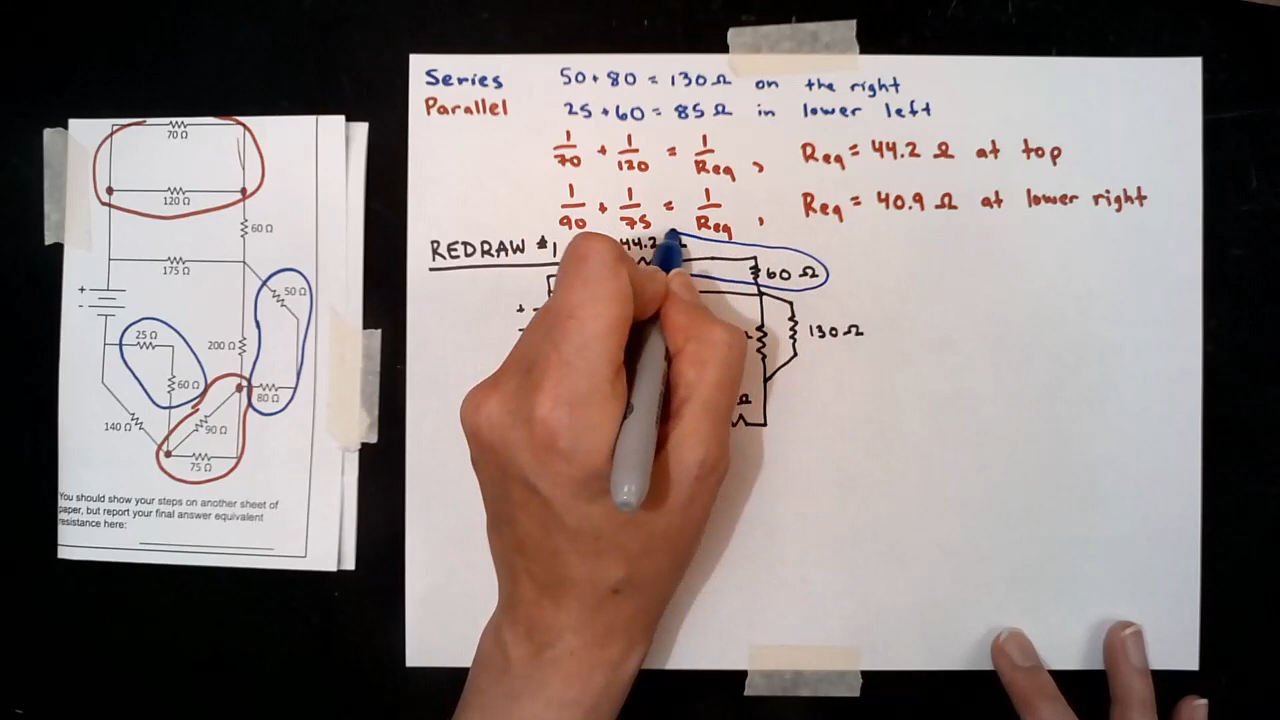 70 Ω
120 Ω
60 Ω
175 Ω
+
-
50 Ω
25 Ω
200 Ω
60 Ω
80 Ω
140 Ω
90 Ω
75 Ω
You should show your steps on another sheet of
paper, but report your final answer equivalent
resistance here:
Series 50 + 80 = 130 Ω on the right
Parallel 25 + 60 = 85 Ω in lower left
1/70 + 1/120 = 1/Req , Req = 44.2 Ω at top
1/90 + 1/75 = 1/Req , Req = 40.9 Ω at lower right
REDRAW #1
44.2 Ω
60 Ω
+
130 Ω
Ω